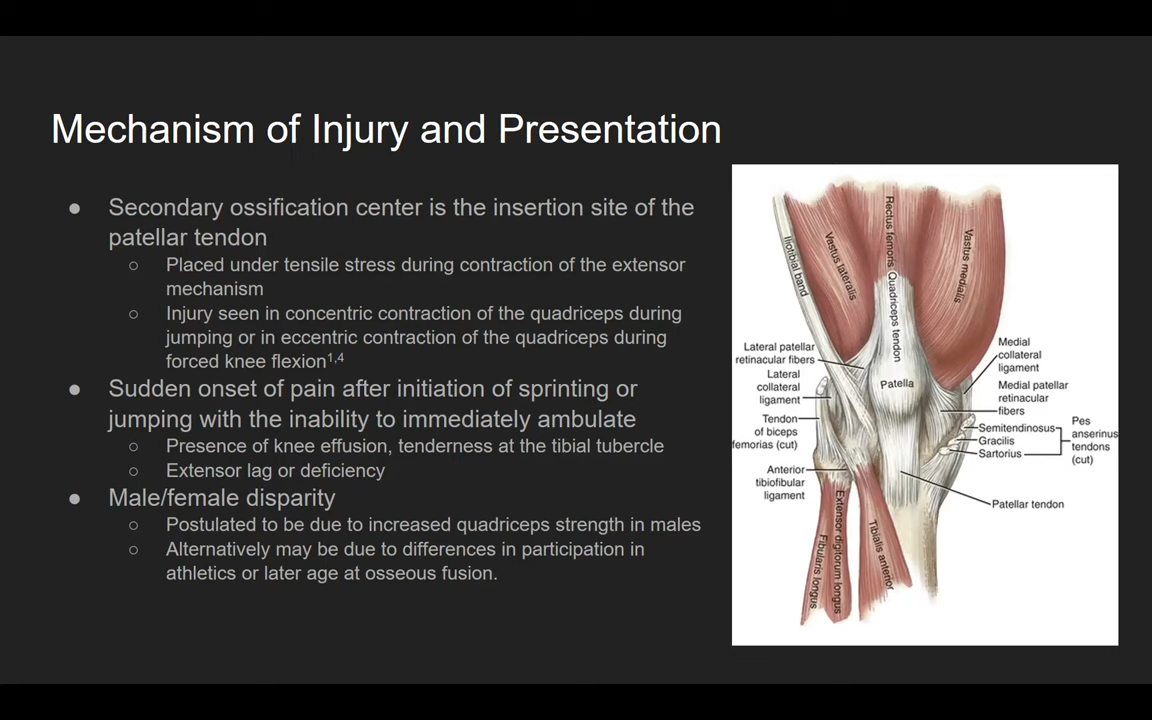 Mechanism of Injury and Presentation
● Secondary ossification center is the insertion site of the
patellar tendon
○ Placed under tensile stress during contraction of the extensor
mechanism
○ Injury seen in concentric contraction of the quadriceps during
jumping or in eccentric contraction of the quadriceps during
forced knee flexion1,4
● Sudden onset of pain after initiation of sprinting or
jumping with the inability to immediately ambulate
○ Presence of knee effusion, tenderness at the tibial tubercle
○ Extensor lag or deficiency
● Male/female disparity
○ Postulated to be due to increased quadriceps strength in males
○ Alternatively may be due to differences in participation in
athletics or later age at osseous fusion.
Iliotibial band
Vastus lateralis
Rectus femoris
Quadriceps tendon
Vastus medialis
Patella
Lateral patellar
retinacular fibers
Lateral
collateral
ligament
Tendon
of biceps
femorias (cut)
Anterior
tibiofibular
ligament
Medial
collateral
ligament
Medial patellar
retinacular
fibers
Semitendinosus
Gracilis
Sartorius
Pes
anserinus
tendons
(cut)
Patellar tendon
Fibularis longus
Extensor digitorum longus
Tibialis anterior